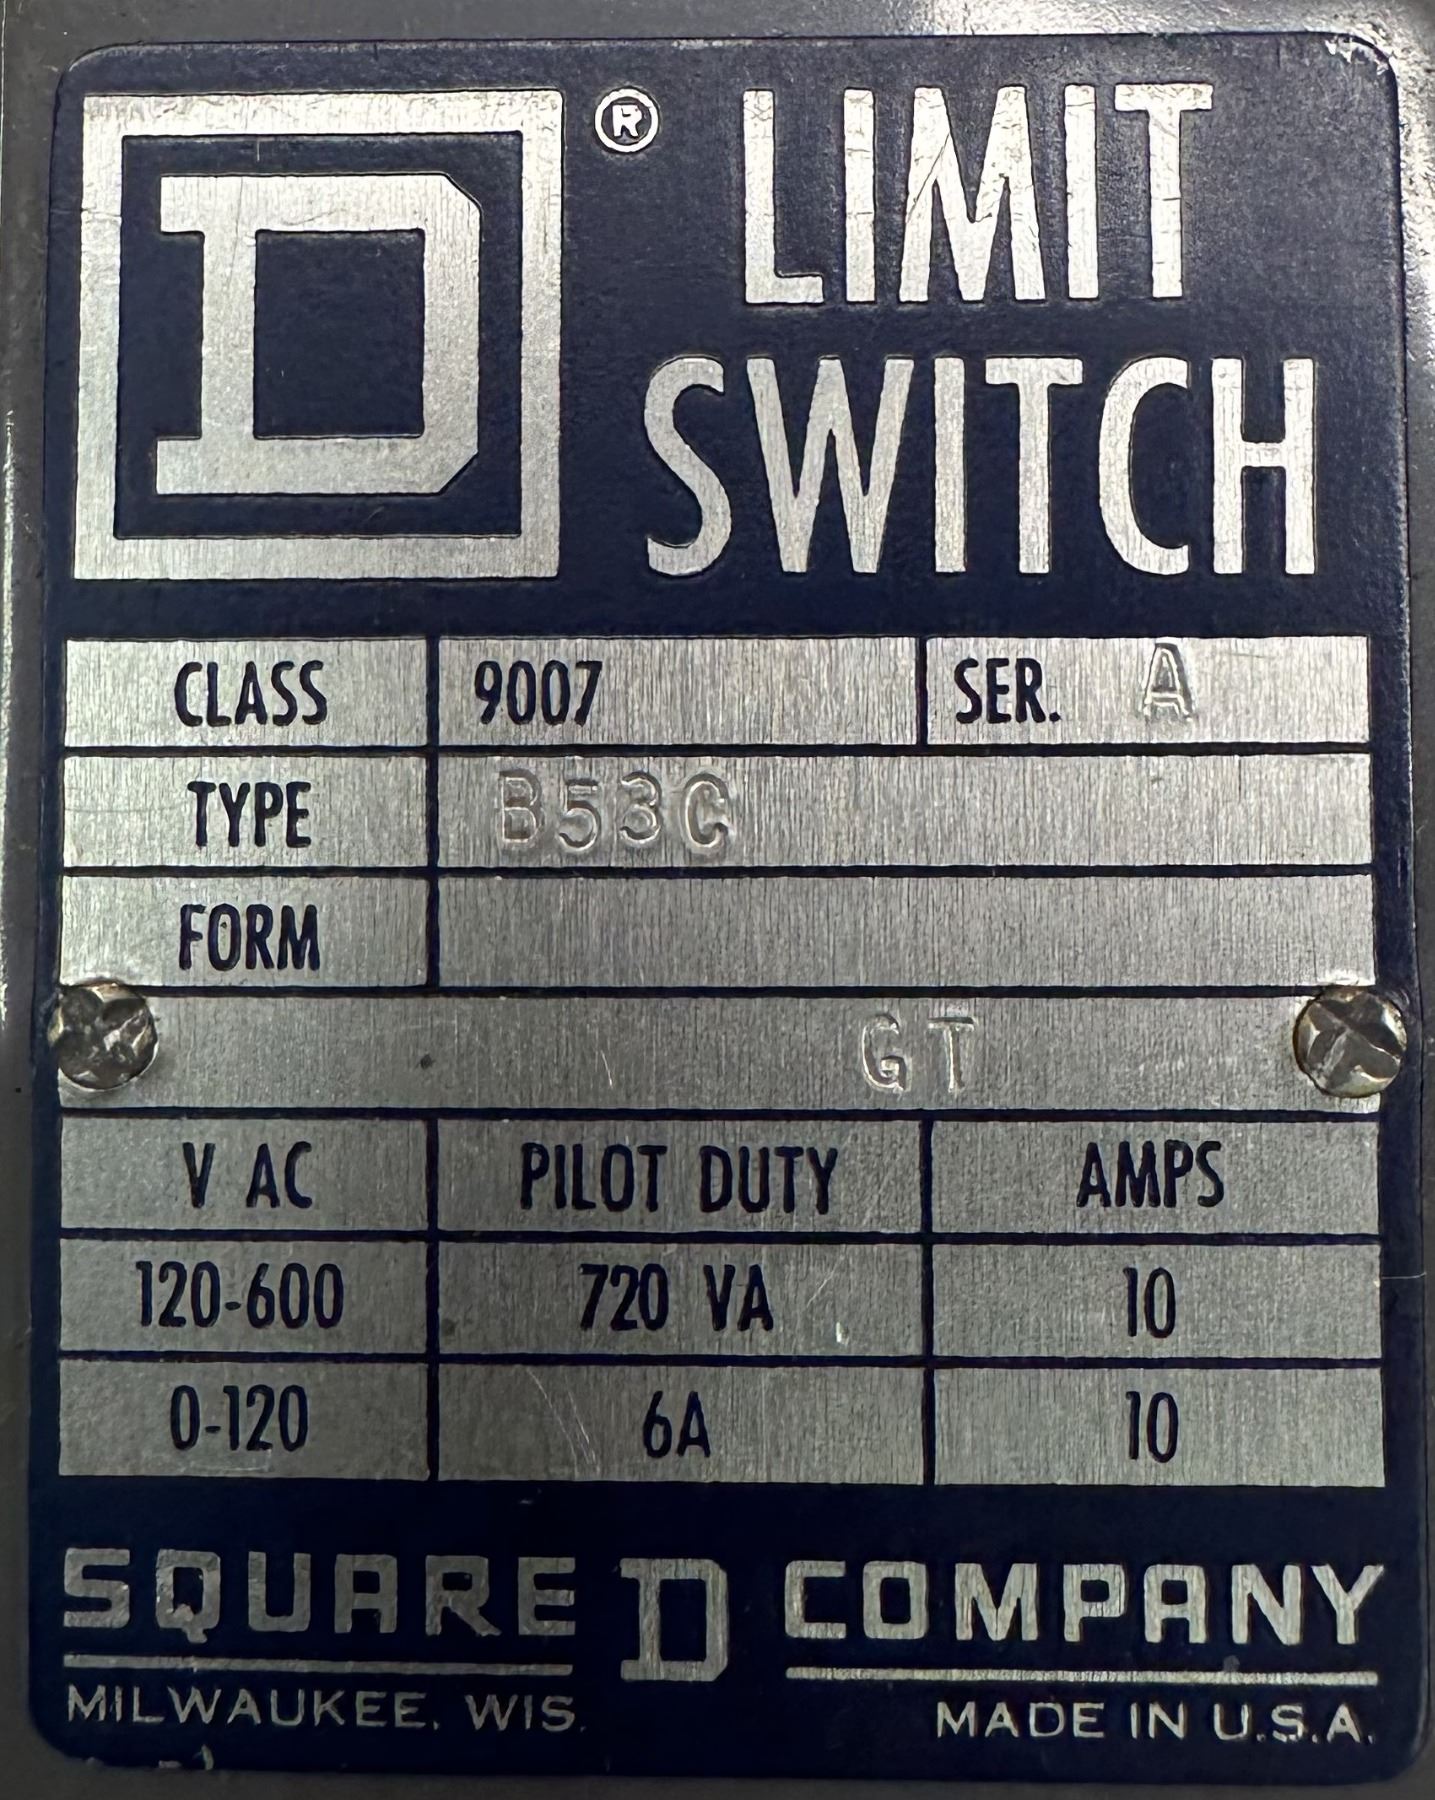 D ® LIMIT
SWITCH
CLASS 9007 SER. A
TYPE B53C
FORM
GT
V AC PILOT DUTY AMPS
120-600 720 VA 10
0-120 6A 10
SQUARE D COMPANY
MILWAUKEE, WIS. MADE IN U.S.A.